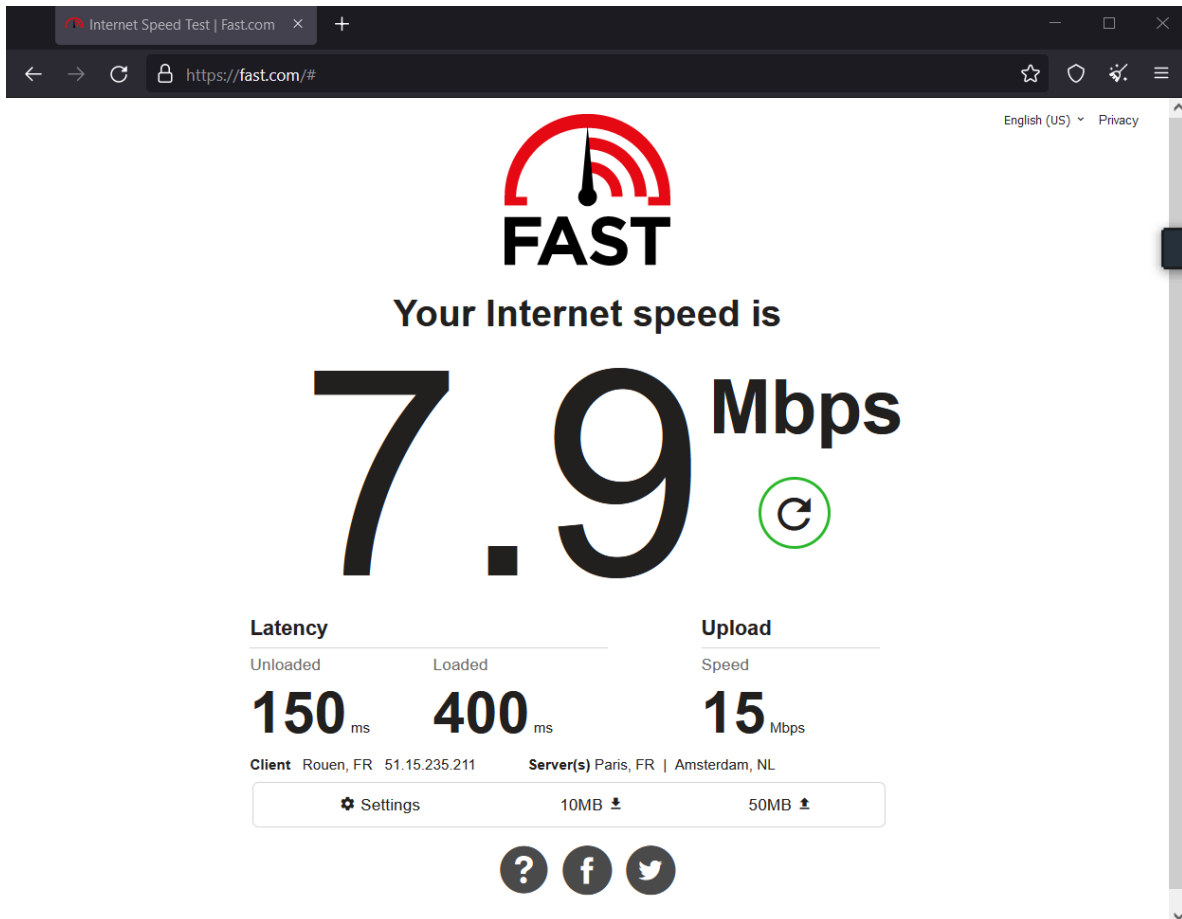 Internet Speed Test | Fast.com
https://fast.com/#
English (US) Privacy
FAST
Your Internet speed is
7.9 Mbps
Latency
Upload
Unloaded Loaded
Speed
150 ms 400 ms
15 Mbps
Client Rouen, FR 51.15.235.211 Server(s) Paris, FR | Amsterdam, NL
Settings 10MB 50MB
? f